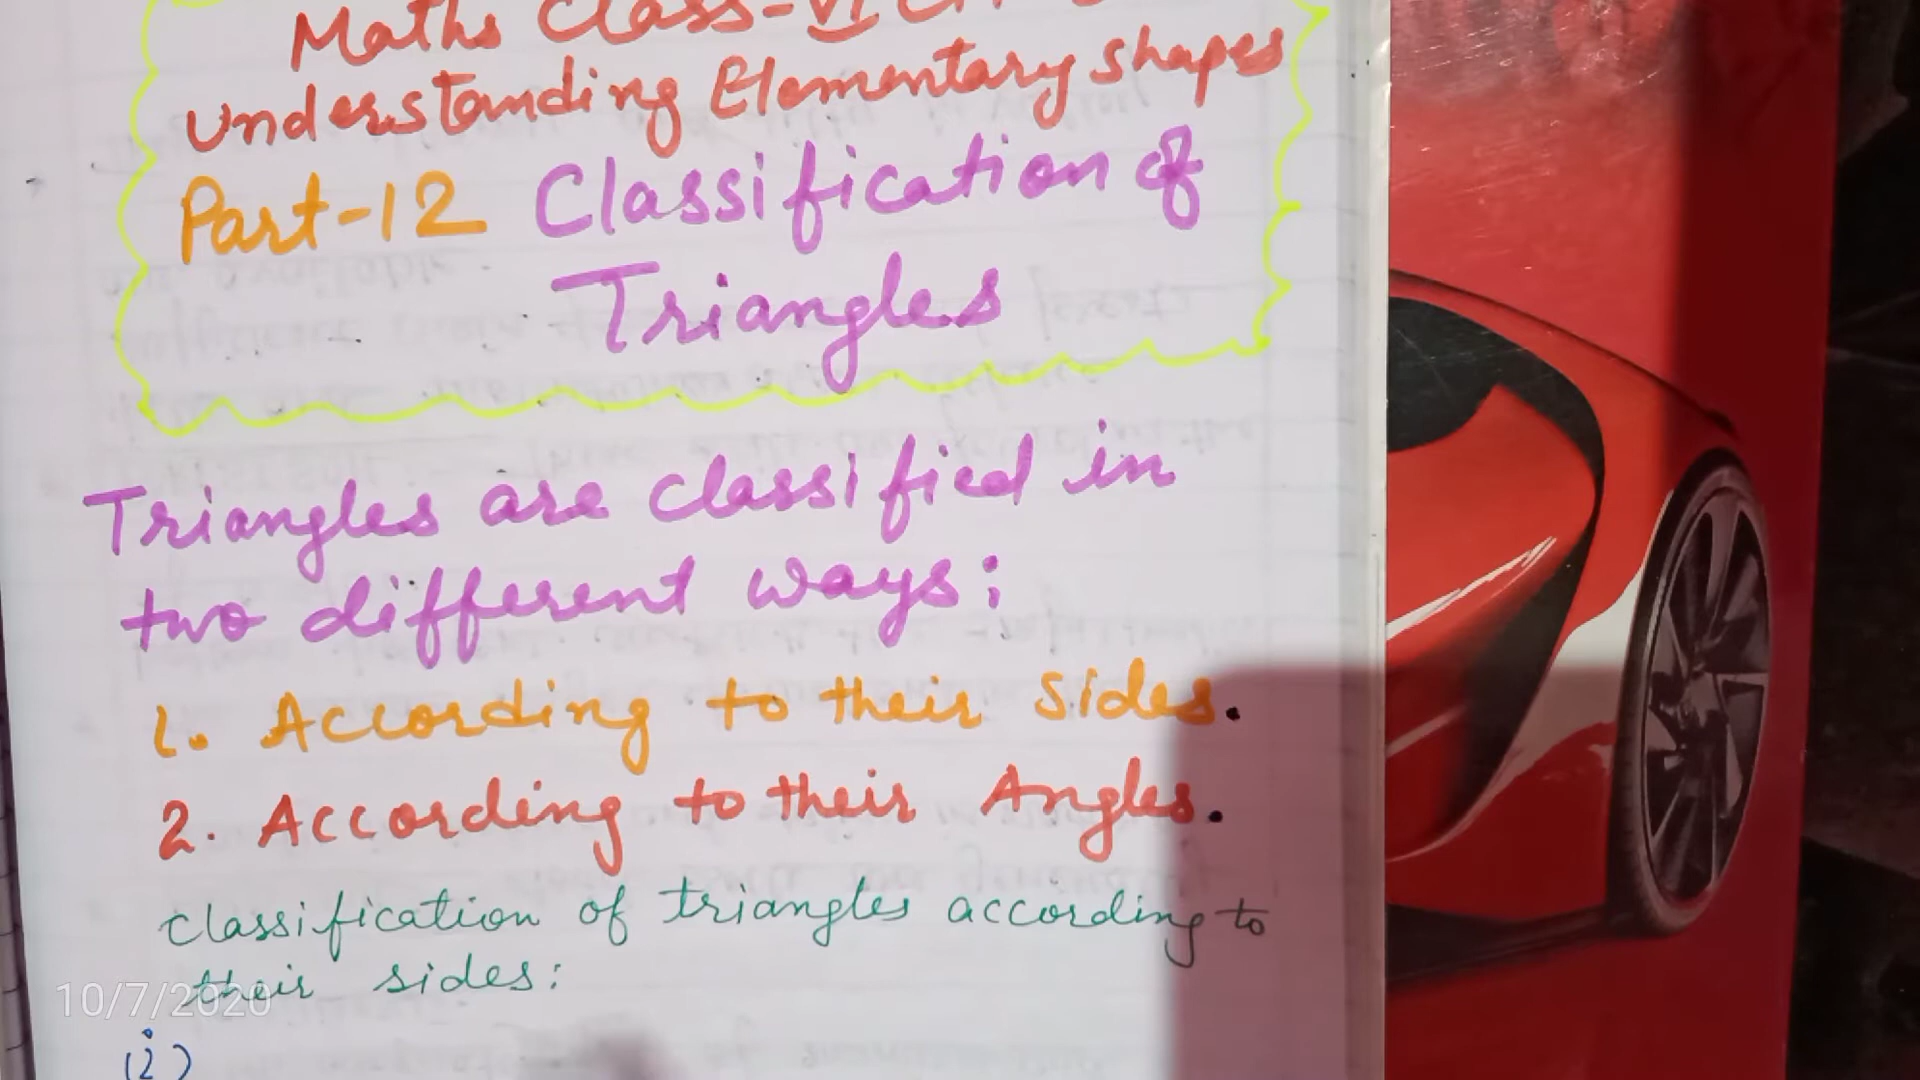 Maths Class-VI
Understanding Elementary shapes
Part-12 Classification of
Triangles
Triangles are classified in
two different ways:
1. According to their Sides.
2. According to their Angles.
classification of triangles according to
their sides:
10/7/2020
(i)